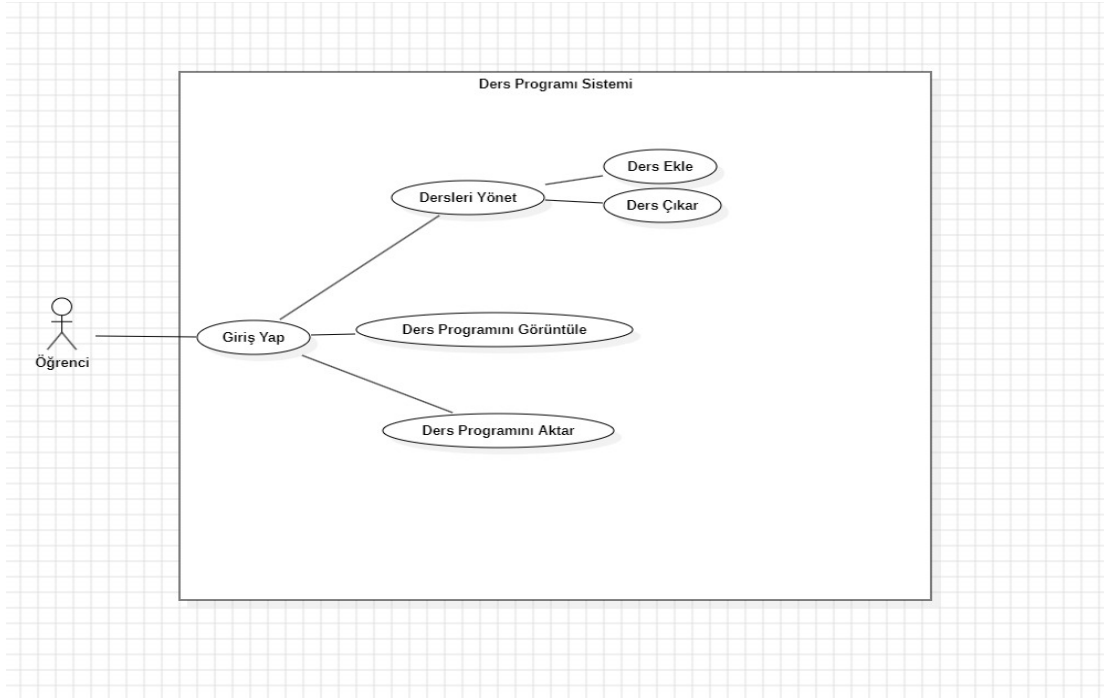 Ders Programı Sistemi
Ders Ekle
Dersleri Yönet
Ders Çıkar
Ders Programını Görüntüle
Giriş Yap
Öğrenci
Ders Programını Aktar